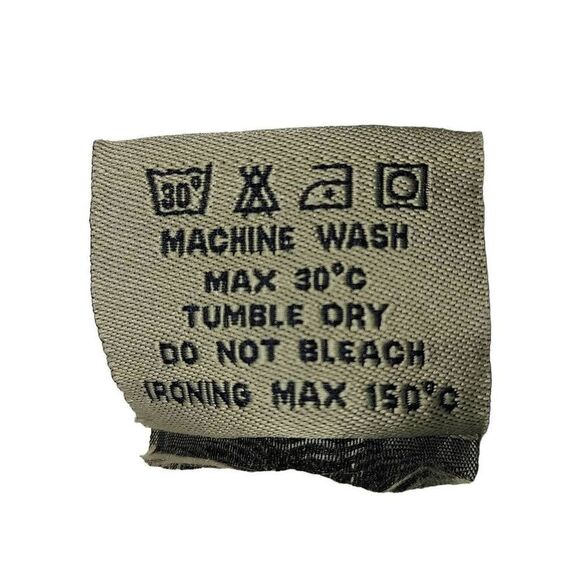 30°
MACHINE WASH
MAX 30°C
TUMBLE DRY
DO NOT BLEACH
IRONING MAX 150°C